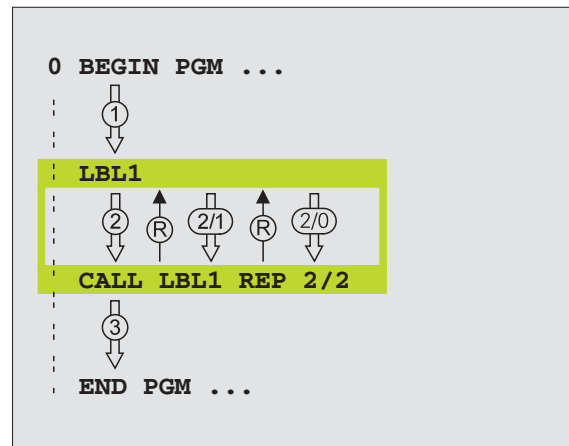 0 BEGIN PGM ...
1
LBL1
2 R 2/1 R 2/0
CALL LBL1 REP 2/2
3
END PGM ...